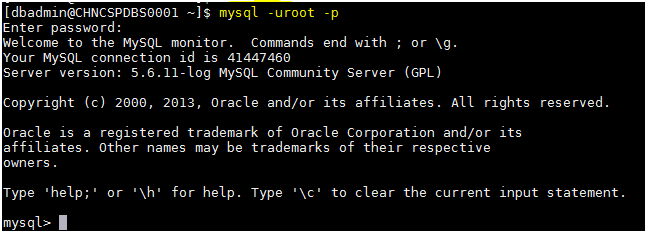 [dbadmin@CHNCSPDBS0001 ~]$ mysql -uroot -p
Enter password:
Welcome to the MySQL monitor.  Commands end with ; or \g.
Your MySQL connection id is 41447460
Server version: 5.6.11-log MySQL Community Server (GPL)
Copyright (c) 2000, 2013, Oracle and/or its affiliates. All rights reserved.
Oracle is a registered trademark of Oracle Corporation and/or its
affiliates. Other names may be trademarks of their respective
owners.
Type 'help;' or '\h' for help. Type '\c' to clear the current input statement.
mysql>